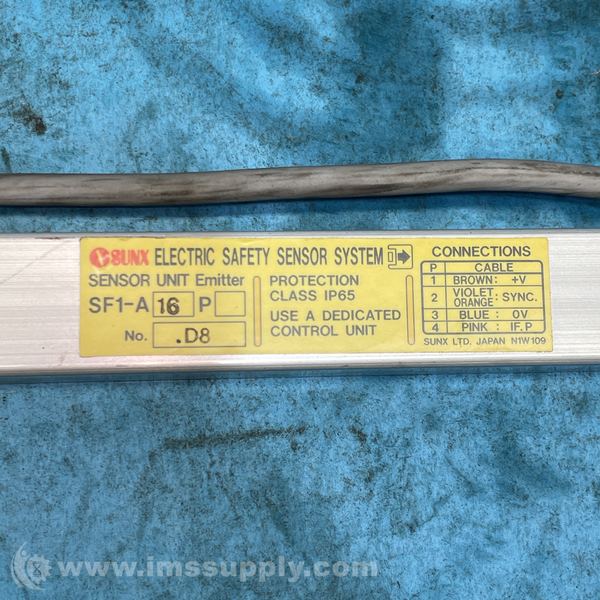 SUNX ELECTRIC SAFETY SENSOR SYSTEM
SENSOR UNIT Emitter
SF1-A 16 P
No. .D8
PROTECTION
CLASS IP65
USE A DEDICATED
CONTROL UNIT
CONNECTIONS
P CABLE
1 BROWN: +V
2 VIOLET ORANGE: SYNC.
3 BLUE: 0V
4 PINK: IF.P
SUNX LTD. JAPAN N1W109
www.imssupply.com